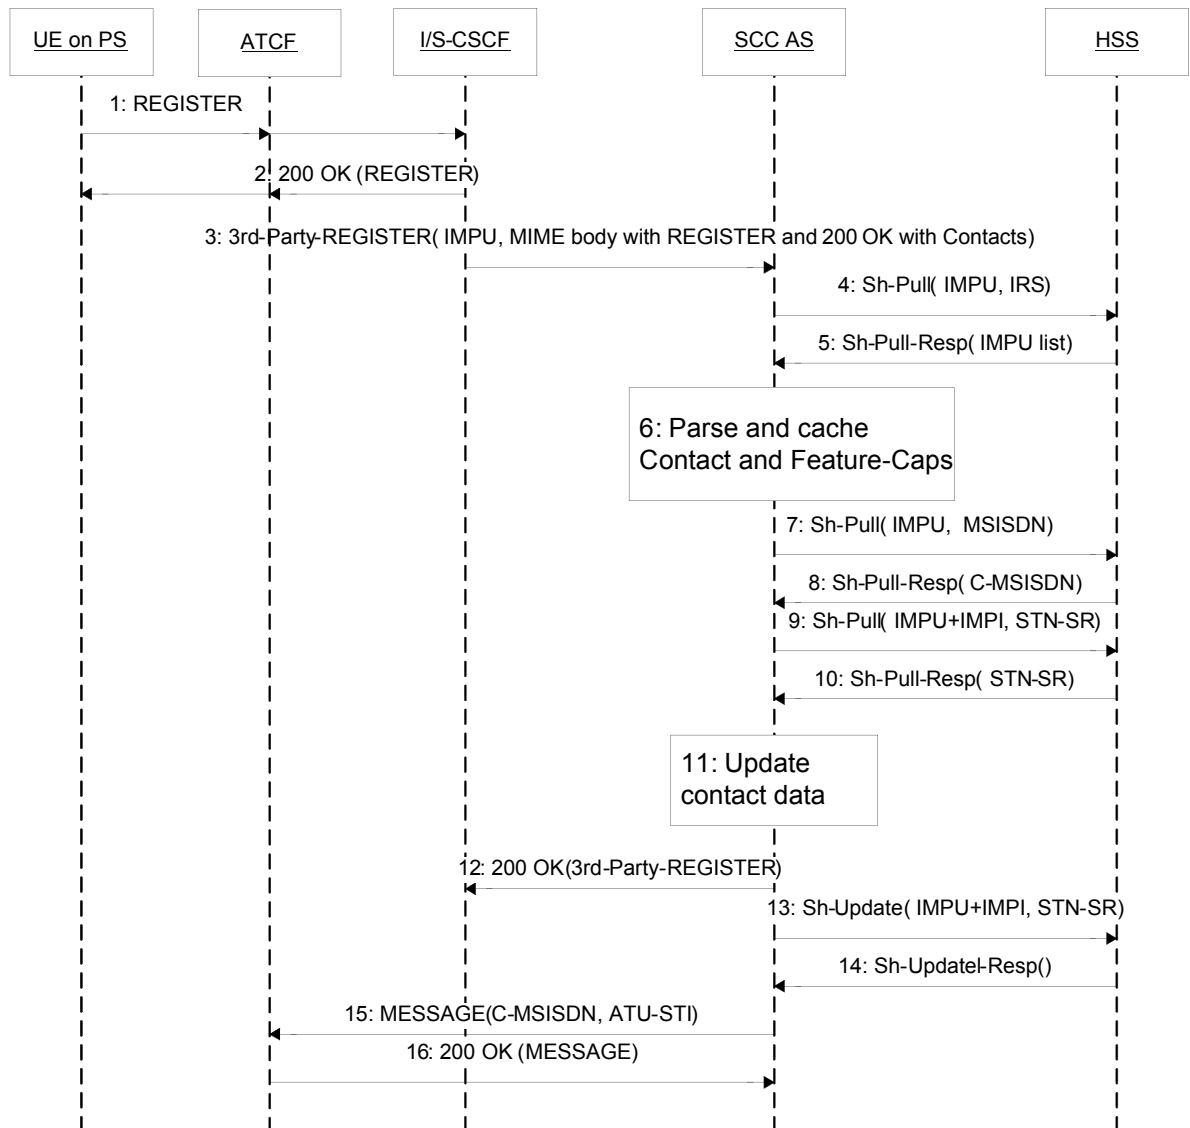 UE on PS
ATCF
I/S-CSCF
SCC AS
HSS
1: REGISTER
2: 200 OK (REGISTER)
3: 3rd-Party-REGISTER( IMPU, MIME body with REGISTER and 200 OK with Contacts)
4: Sh-Pull( IMPU, IRS)
5: Sh-Pull-Resp( IMPU list)
6: Parse and cache
Contact and Feature-Caps
7: Sh-Pull( IMPU, MSISDN)
8: Sh-Pull-Resp( C-MSISDN)
9: Sh-Pull( IMPU+IMPI, STN-SR)
10: Sh-Pull-Resp( STN-SR)
11: Update
contact data
12: 200 OK(3rd-Party-REGISTER)
13: Sh-Update( IMPU+IMPI, STN-SR)
14: Sh-Updatel-Resp()
15: MESSAGE(C-MSISDN, ATU-STI)
16: 200 OK (MESSAGE)